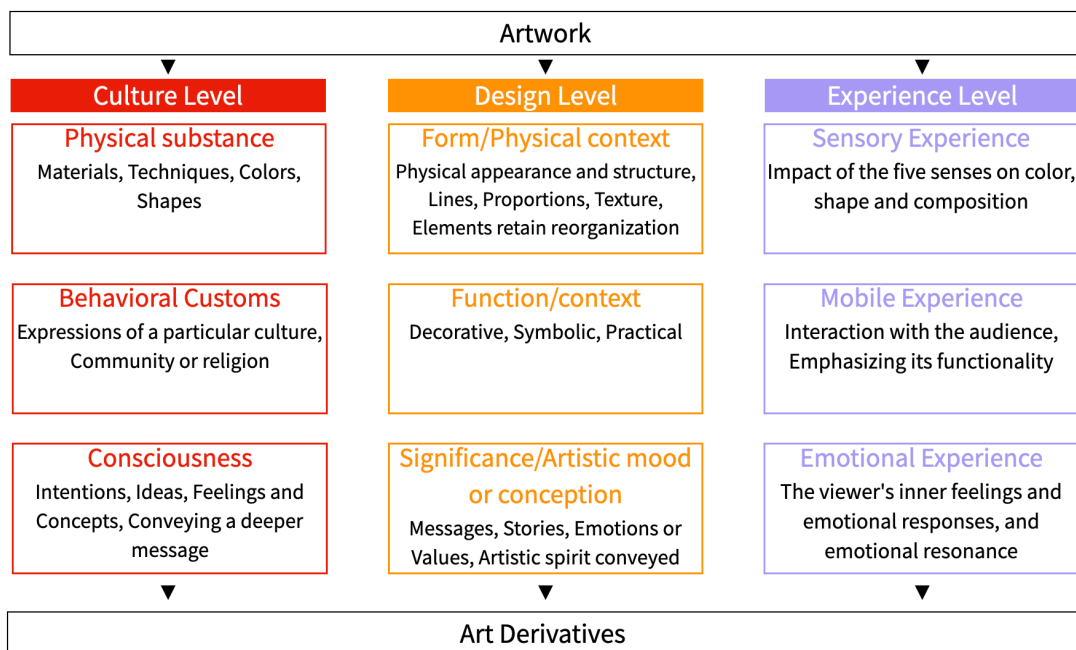 Artwork
Culture Level
Design Level
Experience Level
Physical substance
Materials, Techniques, Colors,
Shapes
Form/Physical context
Physical appearance and structure,
Lines, Proportions, Texture,
Elements retain reorganization
Sensory Experience
Impact of the five senses on color,
shape and composition
Behavioral Customs
Expressions of a particular culture,
Community or religion
Function/context
Decorative, Symbolic, Practical
Mobile Experience
Interaction with the audience,
Emphasizing its functionality
Consciousness
Intentions, Ideas, Feelings and
Concepts, Conveying a deeper
message
Significance/Artistic mood
or conception
Messages, Stories, Emotions or
Values, Artistic spirit conveyed
Emotional Experience
The viewer's inner feelings and
emotional responses, and
emotional resonance
Art Derivatives